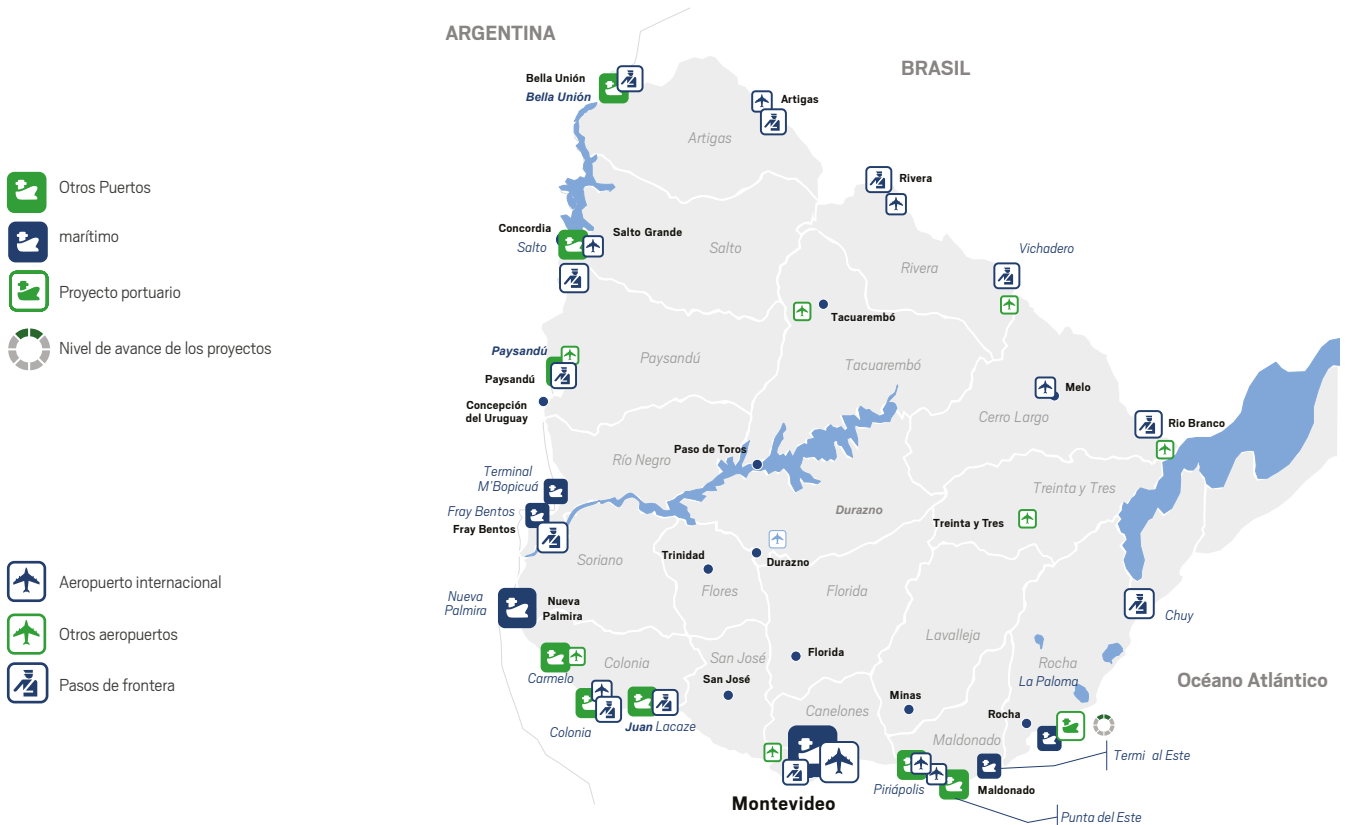 ARGENTINA
BRASIL
Bella Unión
Bella Unión
Artigas
Artigas
Otros Puertos
Rivera
marítimo
Concordia
Salto Grande
Salto
Salto
Vichadero
Rivera
Proyecto portuario
Tacuarembó
Nivel de avance de los proyectos
Paysandú
Paysandú
Tacuarembó
Paysandú
Melo
Concepción
del Uruguay
Cerro Largo
Rio Branco
Paso de Toros
Río Negro
Terminal
M'Bopicuá
Treinta y Tres
Fray Bentos
Durazno
Fray Bentos
Treinta y Tres
Trinidad
Soriano
Durazno
Aeropuerto internacional
Flores
Florida
Nueva
Palmira
Nueva
Palmira
Chuy
Otros aeropuertos
Lavalleja
Florida
San José
Colonia
Rocha
Carmelo
San José
La Paloma
Océano Atlántico
Pasos de frontera
Minas
Canelones
Rocha
Juan Lacaze
Colonia
Maldonado
Termi al Este
Piriápolis
Maldonado
Montevideo
Punta del Este